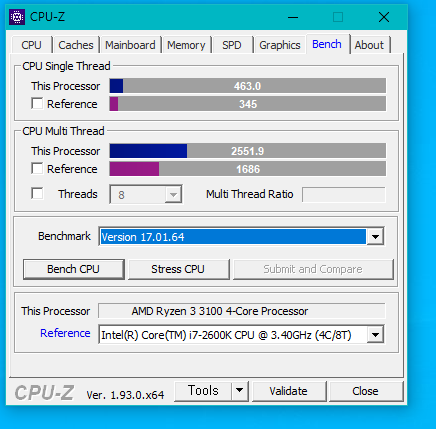 CPU-Z
CPU Caches Mainboard Memory SPD Graphics Bench About
CPU Single Thread
This Processor 463.0
Reference 345
CPU Multi Thread
This Processor 2551.9
Reference 1686
Threads 8 Multi Thread Ratio
Benchmark Version 17.01.64
Bench CPU Stress CPU Submit and Compare
This Processor AMD Ryzen 3 3100 4-Core Processor
Reference Intel(R) Core(TM) i7-2600K CPU @ 3.40GHz (4C/8T)
CPU-Z Ver. 1.93.0.x64 Tools Validate Close